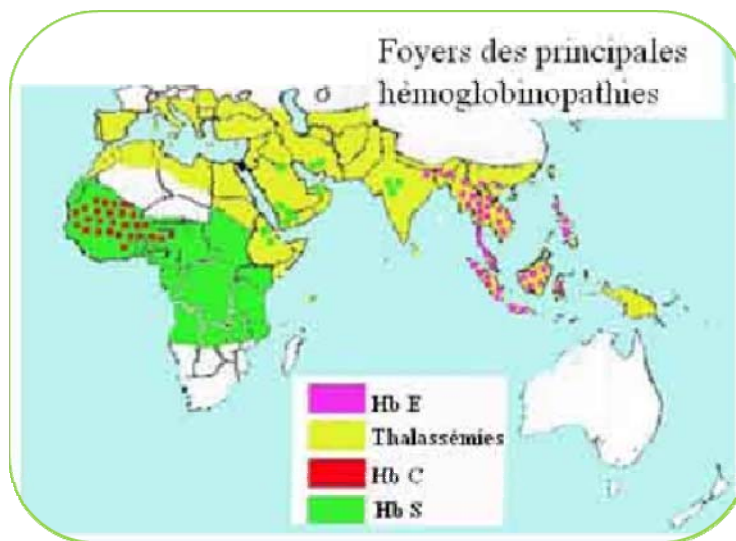 Foyers des principales
hémoglobinopathies
Hb E
Thalassémies
Hb C
Hb S